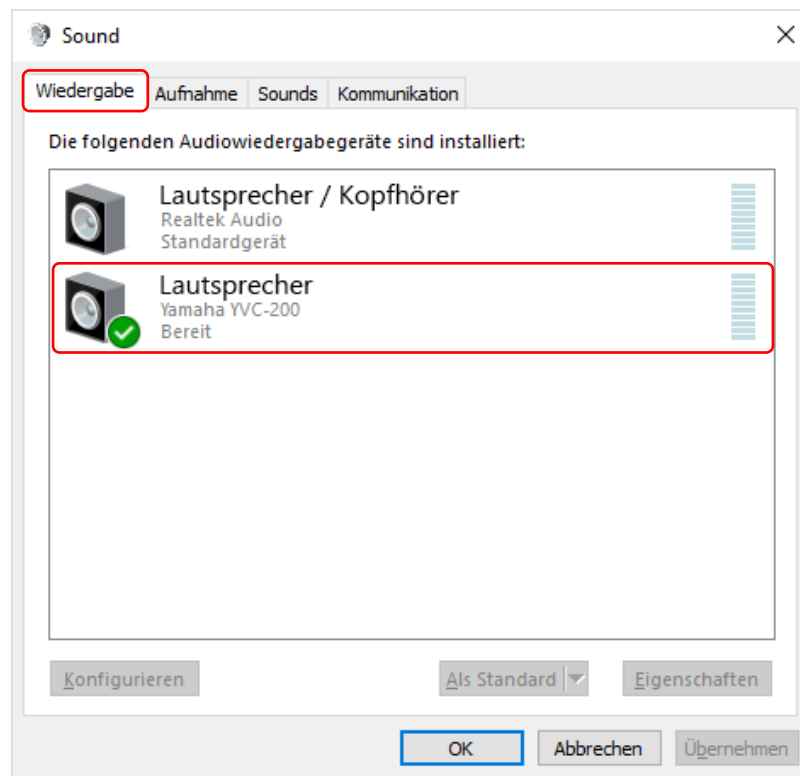 Sound
Wiedergabe Aufnahme Sounds Kommunikation
Die folgenden Audiowiedergabegeräte sind installiert:
Lautsprecher / Kopfhörer
Realtek Audio
Standardgerät
Lautsprecher
Yamaha YVC-200
Bereit
Konfigurieren Als Standard Eigenschaften
OK Abbrechen Übernehmen